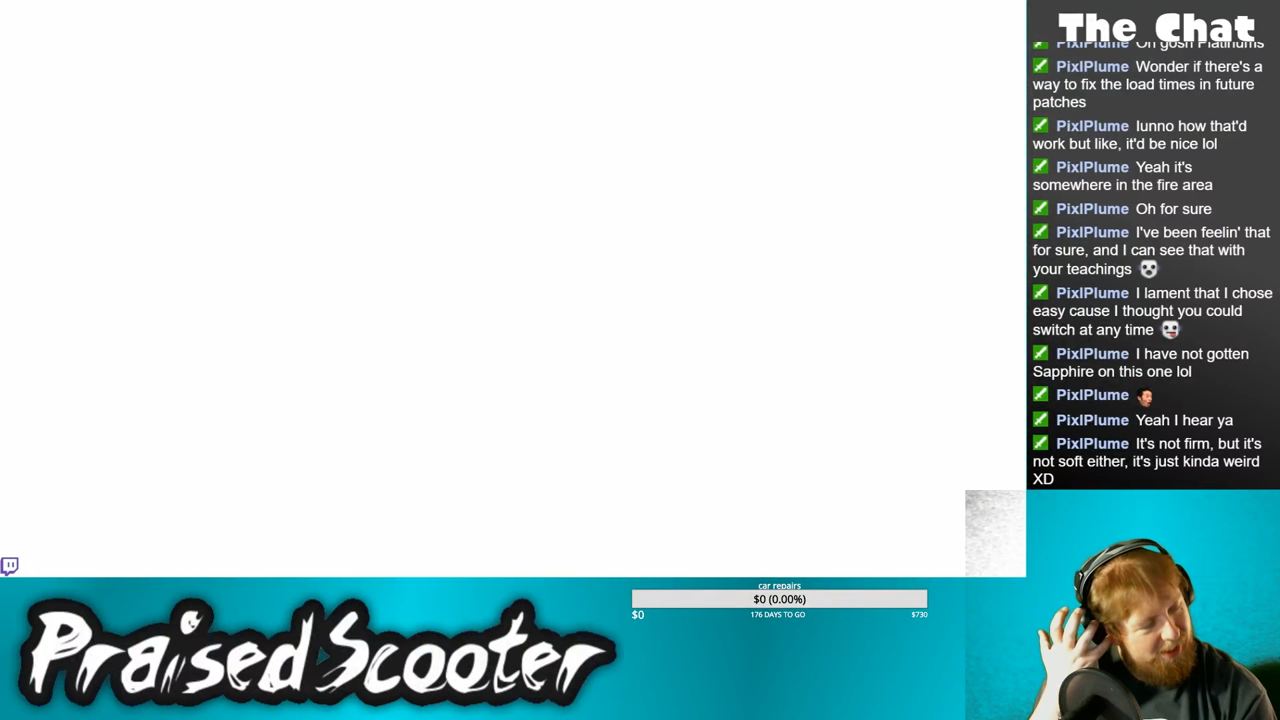 The Chat
PixlPlume Oh gosh Platinums
PixlPlume Wonder if there's a
way to fix the load times in future
patches
PixlPlume Iunno how that'd
work but like, it'd be nice lol
PixlPlume Yeah it's
somewhere in the fire area
PixlPlume Oh for sure
PixlPlume I've been feelin' that
for sure, and I can see that with
your teachings
PixlPlume I lament that I chose
easy cause I thought you could
switch at any time
PixlPlume I have not gotten
Sapphire on this one lol
PixlPlume
PixlPlume Yeah I hear ya
PixlPlume It's not firm, but it's
not soft either, it's just kinda weird
XD
car repairs
$0 (0.00%)
$0 176 DAYS TO GO $730
PraisedScooter